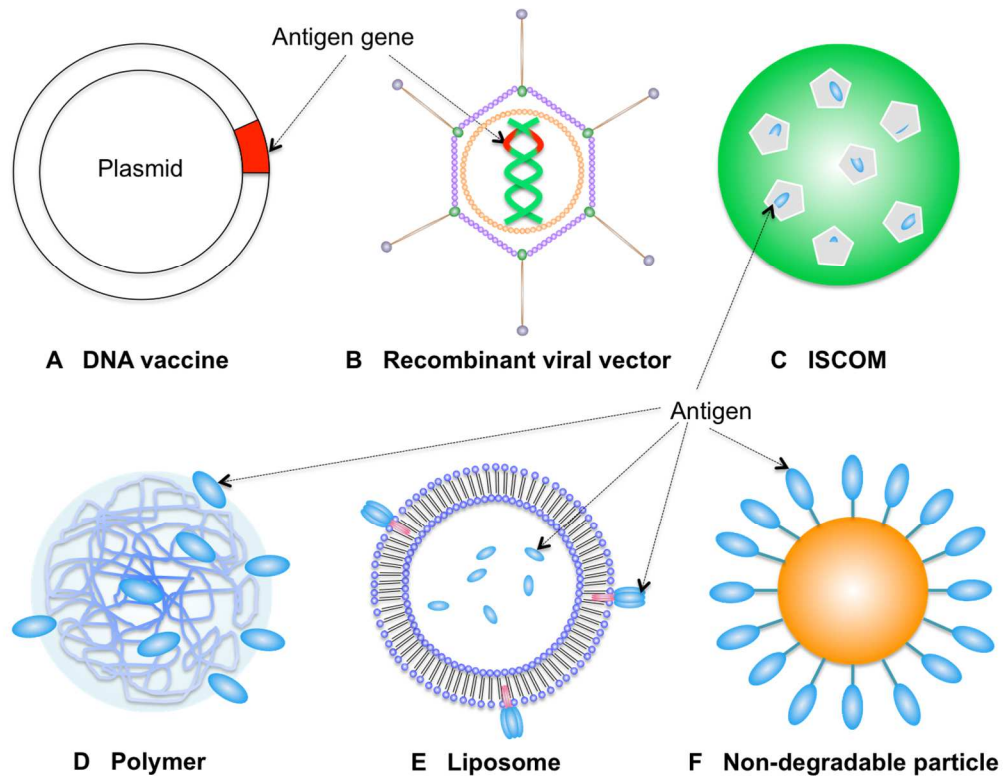 Antigen gene
Plasmid
A DNA vaccine
B Recombinant viral vector
C ISCOM
Antigen
D Polymer
E Liposome
F Non-degradable particle